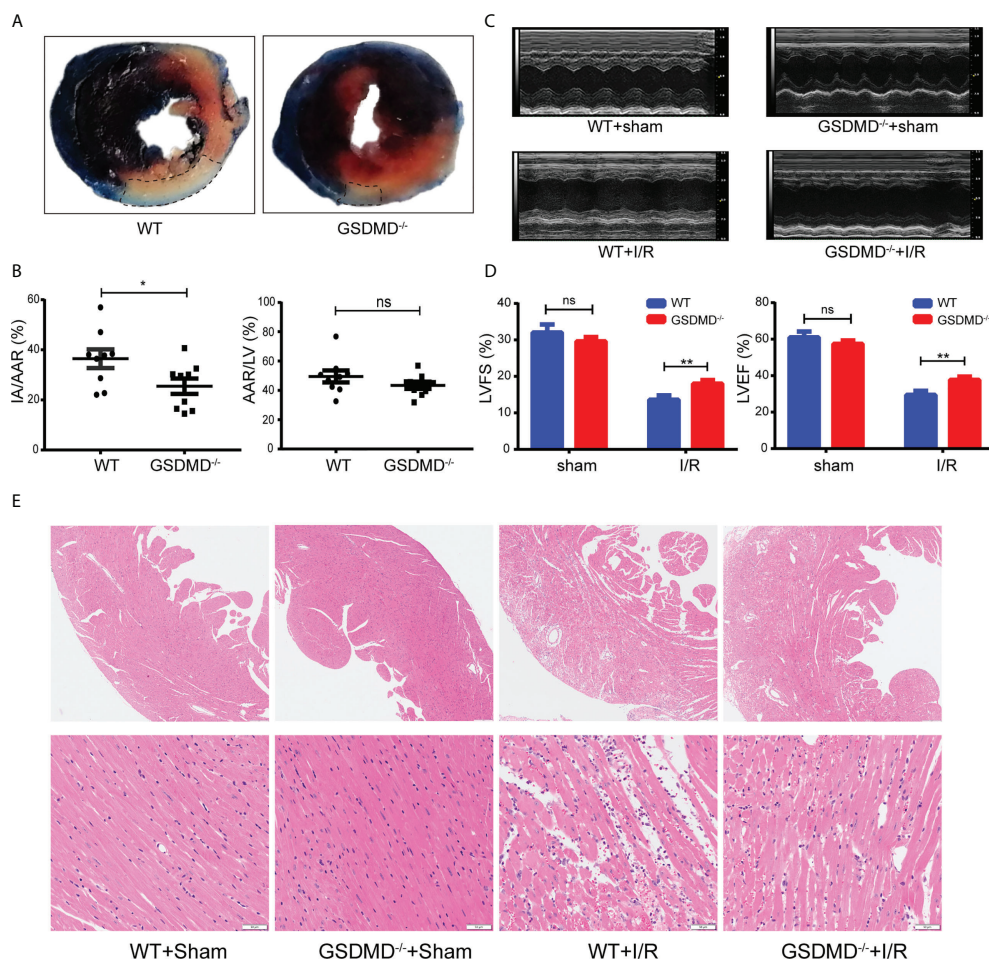 A
WT
GSDMD-/-
B
IA/AAR (%)
60
40
20
0
*
WT
GSDMD-/-
AAR/LV (%)
100
80
60
40
20
0
ns
WT
GSDMD-/-
C
WT+sham
GSDMD-/-+sham
WT+I/R
GSDMD-/-+I/R
D
LVFS (%)
40
30
20
10
0
ns
**
WT
GSDMD-/-
sham
I/R
LVEF (%)
80
60
40
20
0
ns
**
WT
GSDMD-/-
sham
I/R
E
WT+Sham
GSDMD-/-+Sham
WT+I/R
GSDMD-/-+I/R